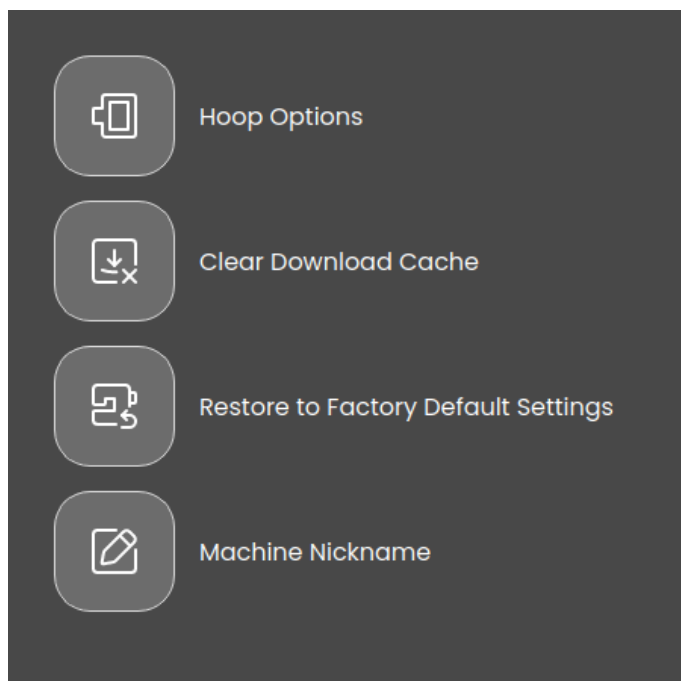 Hoop Options
Clear Download Cache
Restore to Factory Default Settings
Machine Nickname